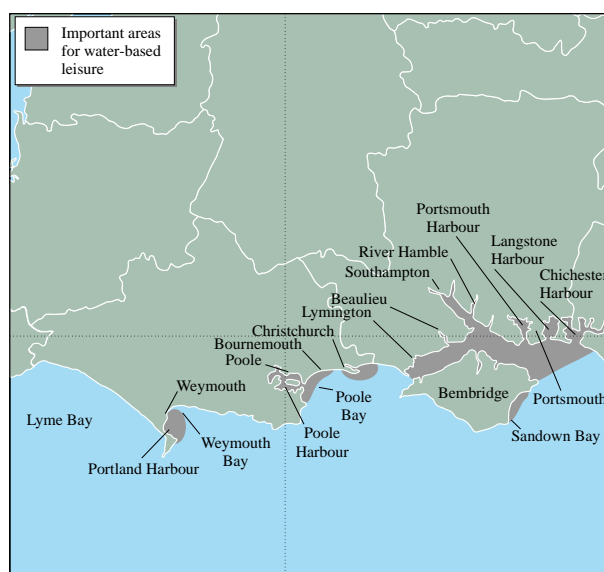 Important areas
for water-based
leisure
Portsmouth
Harbour
Langstone
Harbour
River Hamble
Southampton
Chichester
Harbour
Beaulieu
Lymington
Christchurch
Bournemouth
Poole
Weymouth
Bembridge
Portsmouth
Poole
Bay
Lyme Bay
Poole
Harbour
Sandown Bay
Weymouth
Bay
Portland Harbour